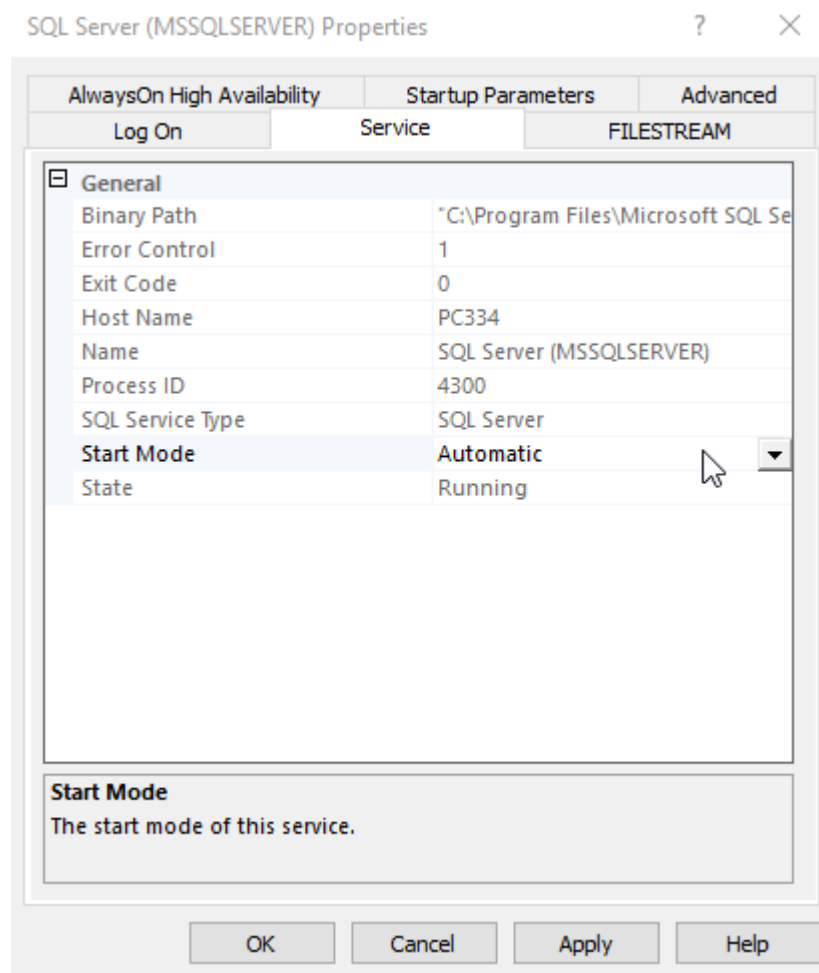 SQL Server (MSSQLSERVER) Properties ? ×
AlwaysOn High Availability Startup Parameters Advanced
Log On Service FILESTREAM
General
Binary Path "C:\Program Files\Microsoft SQL Se
Error Control 1
Exit Code 0
Host Name PC334
Name SQL Server (MSSQLSERVER)
Process ID 4300
SQL Service Type SQL Server
Start Mode Automatic
State Running
Start Mode
The start mode of this service.
OK Cancel Apply Help